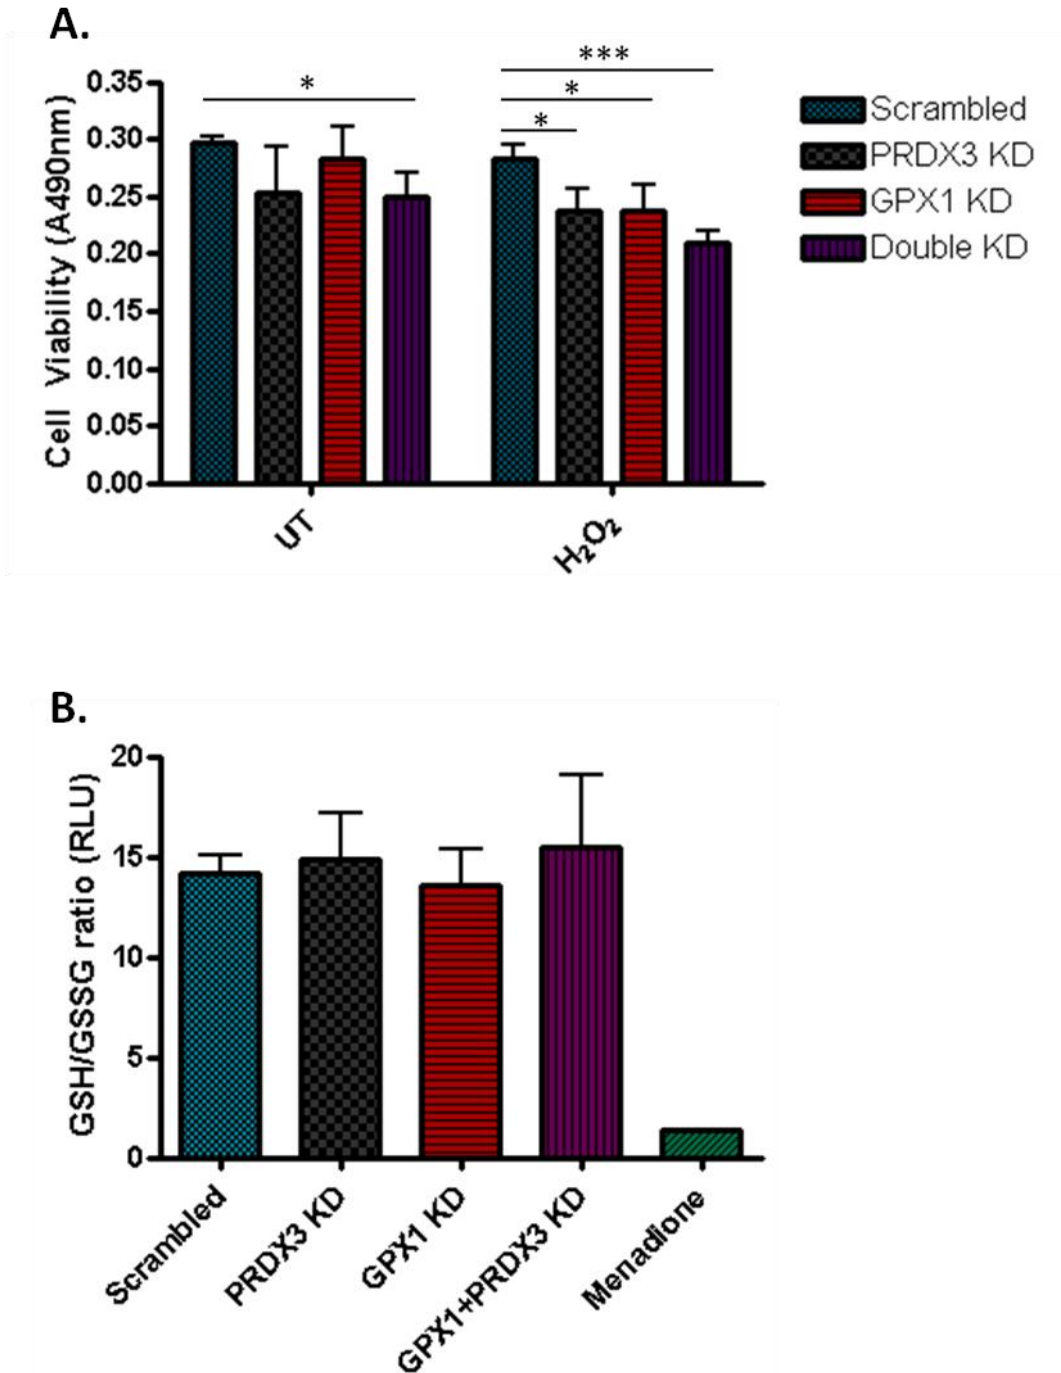 A.
Cell Viability (A490nm)
0.35
0.30
0.25
0.20
0.15
0.10
0.05
0.00
*
***
*
*
UT
H₂O₂
Scrambled
PRDX3 KD
GPX1 KD
Double KD
B.
GSH/GSSG ratio (RLU)
20
15
10
5
0
Scrambled
PRDX3 KD
GPX1 KD
GPX1+PRDX3 KD
Menadione